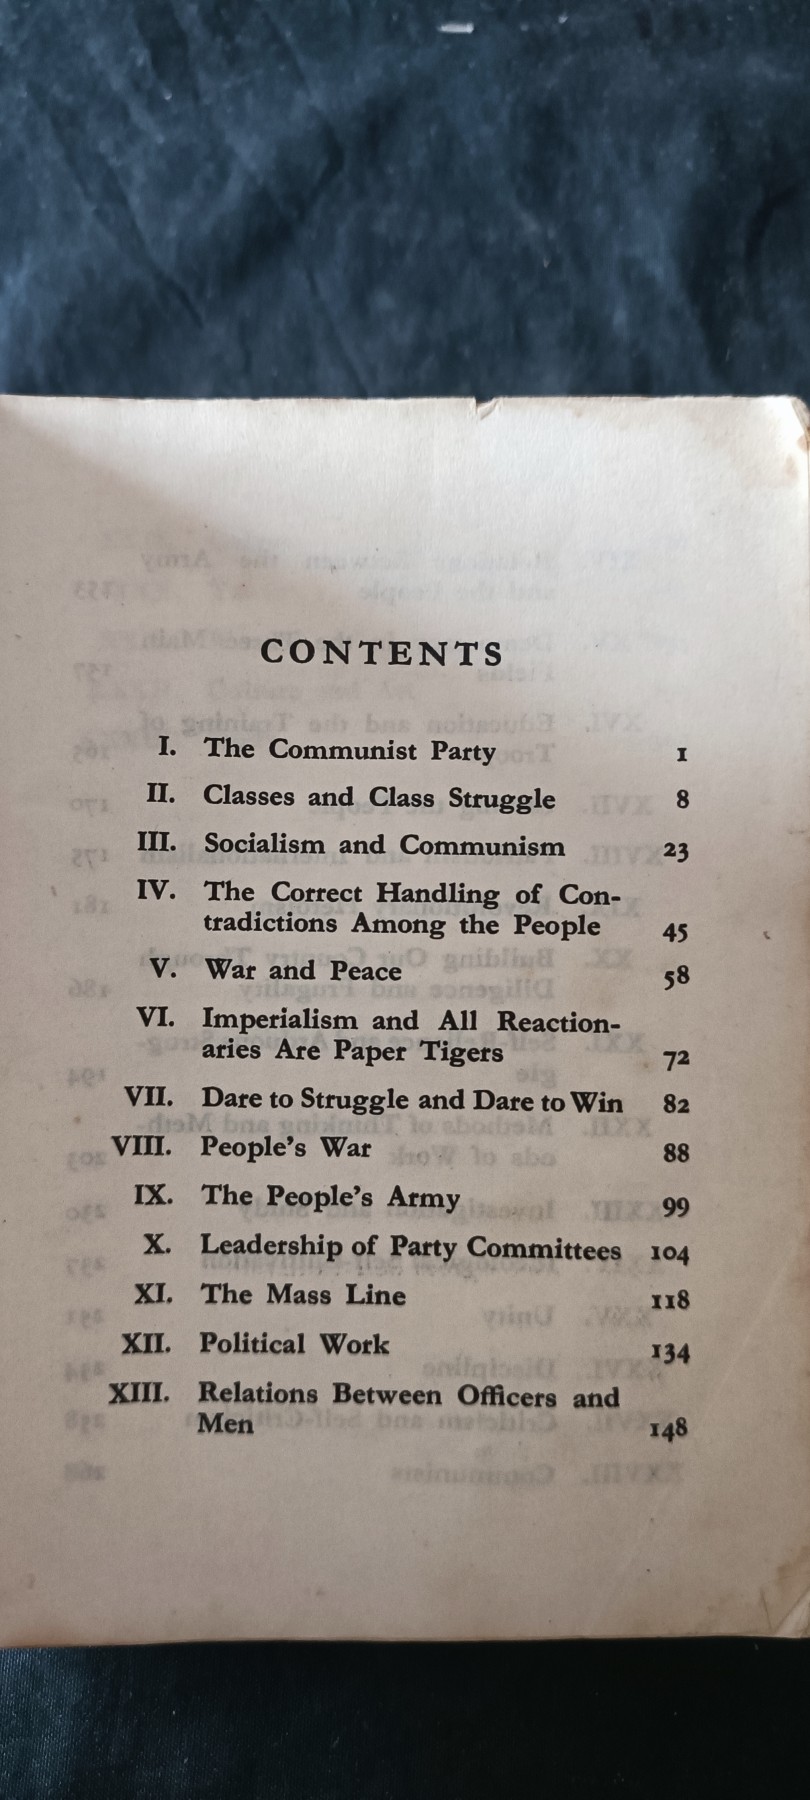 CONTENTS
I. The Communist Party 1
II. Classes and Class Struggle 8
III. Socialism and Communism 23
IV. The Correct Handling of Con-
tradictions Among the People 45
V. War and Peace 58
VI. Imperialism and All Reaction-
aries Are Paper Tigers 72
VII. Dare to Struggle and Dare to Win 82
VIII. People's War 88
IX. The People's Army 99
X. Leadership of Party Committees 104
XI. The Mass Line 118
XII. Political Work 134
XIII. Relations Between Officers and
Men 148